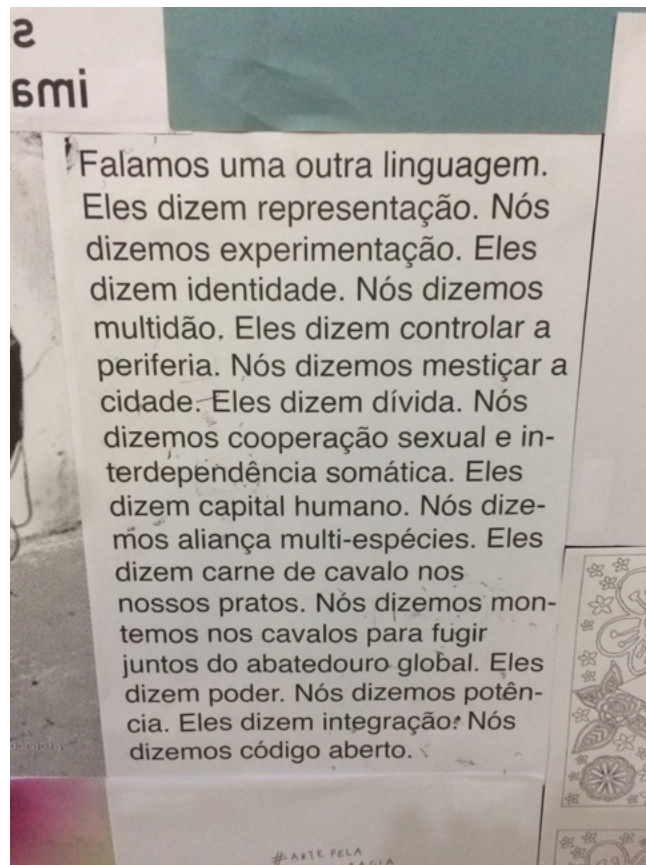 s
ima
Falamos uma outra linguagem.
Eles dizem representação. Nós
dizemos experimentação. Eles
dizem identidade. Nós dizemos
multidão. Eles dizem controlar a
periferia. Nós dizemos mestiçar a
cidade. Eles dizem dívida. Nós
dizemos cooperação sexual e in-
terdependência somática. Eles
dizem capital humano. Nós dize-
mos aliança multi-espécies. Eles
dizem carne de cavalo nos
nossos pratos. Nós dizemos mon-
temos nos cavalos para fugir
juntos do abatedouro global. Eles
dizem poder. Nós dizemos potên-
cia. Eles dizem integração. Nós
dizemos código aberto.
#ARTE PELA